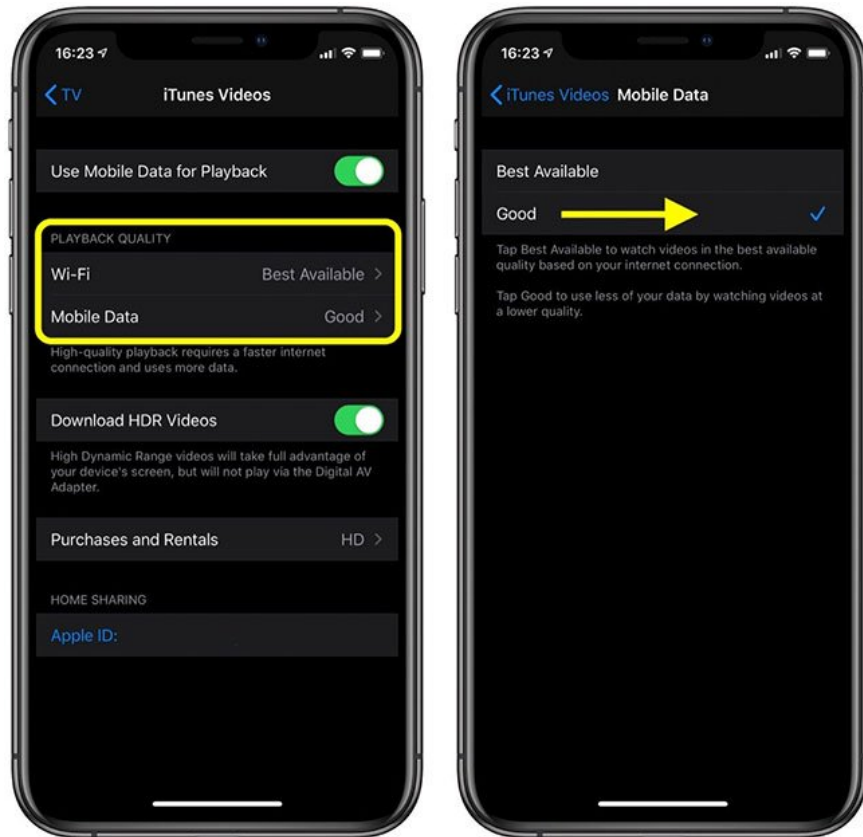 16:23
TV
iTunes Videos
Use Mobile Data for Playback
PLAYBACK QUALITY
Wi-Fi Best Available
Mobile Data Good
High-quality playback requires a faster internet
connection and uses more data.
Download HDR Videos
High Dynamic Range videos will take full advantage of
your device's screen, but will not play via the Digital AV
Adapter.
Purchases and Rentals HD
HOME SHARING
Apple ID:
16:23
iTunes Videos Mobile Data
Best Available
Good
Tap Best Available to watch videos in the best available
quality based on your internet connection.
Tap Good to use less of your data by watching videos at
a lower quality.